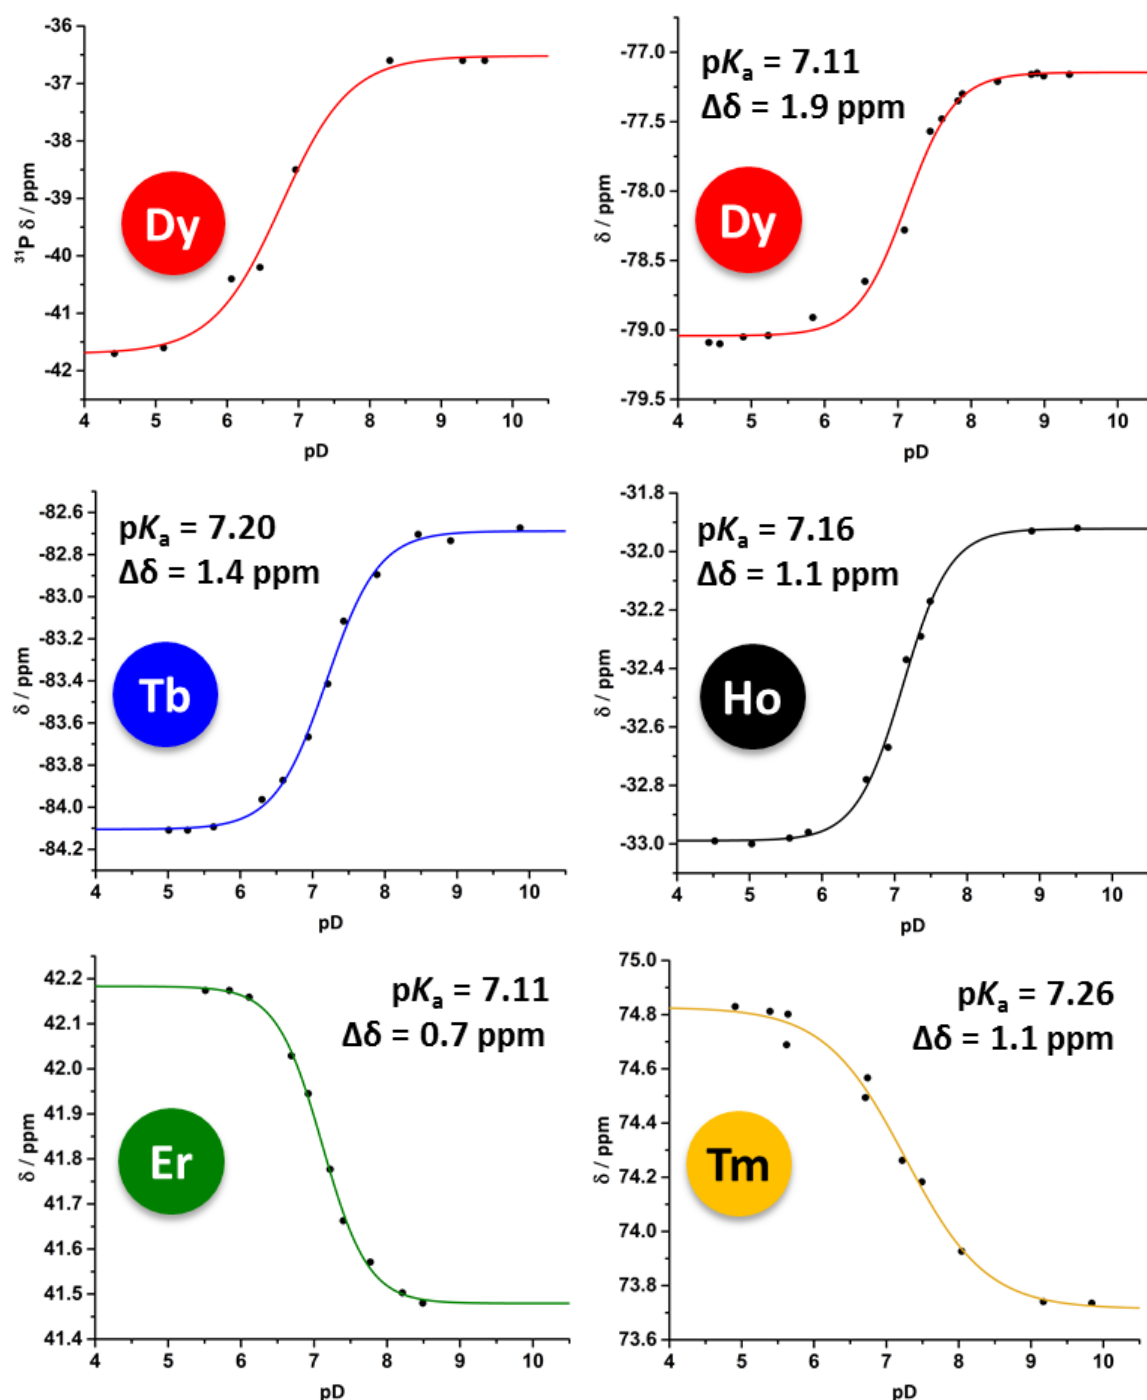 -36
-37
-38
-39
-40
-41
-42
³¹P δ / ppm
Dy
4 5 6 7 8 9 10
pD
-77.0
-77.5
-78.0
-78.5
-79.0
-79.5
δ / ppm
pKa = 7.11
Δδ = 1.9 ppm
Dy
4 5 6 7 8 9 10
pD
-82.6
-82.8
-83.0
-83.2
-83.4
-83.6
-83.8
-84.0
-84.2
δ / ppm
pKa = 7.20
Δδ = 1.4 ppm
Tb
4 5 6 7 8 9 10
pD
-31.8
-32.0
-32.2
-32.4
-32.6
-32.8
-33.0
δ / ppm
pKa = 7.16
Δδ = 1.1 ppm
Ho
4 5 6 7 8 9 10
pD
42.2
42.1
42.0
41.9
41.8
41.7
41.6
41.5
41.4
δ / ppm
pKa = 7.11
Δδ = 0.7 ppm
Er
4 5 6 7 8 9 10
pD
75.0
74.8
74.6
74.4
74.2
74.0
73.8
73.6
δ / ppm
pKa = 7.26
Δδ = 1.1 ppm
Tm
4 5 6 7 8 9 10
pD